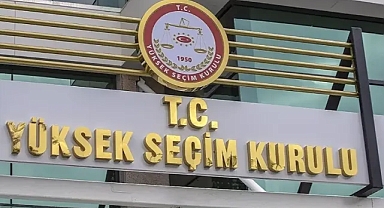 T.C.
YÜKSEK SEÇİM KURULU
1950
T.C.
YÜKSEK SEÇİM KURULU